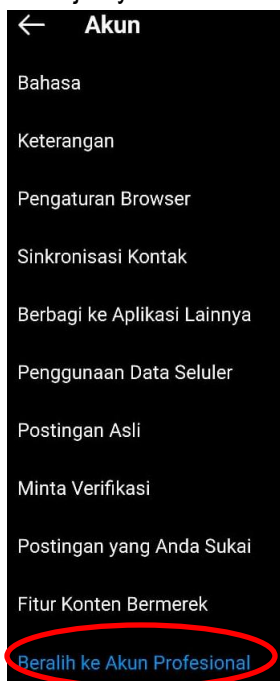 Akun
Bahasa
Keterangan
Pengaturan Browser
Sinkronisasi Kontak
Berbagi ke Aplikasi Lainnya
Penggunaan Data Seluler
Postingan Asli
Minta Verifikasi
Postingan yang Anda Sukai
Fitur Konten Bermerek
Beralih ke Akun Profesional